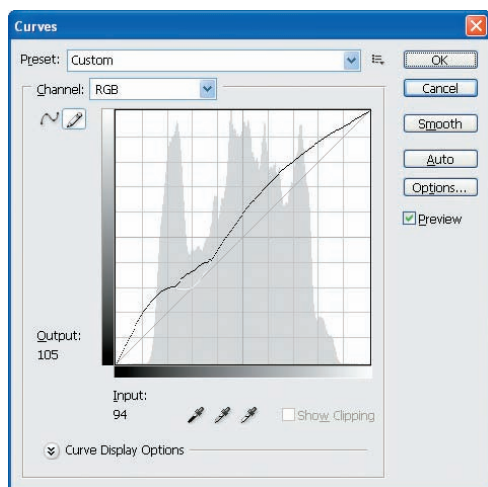 Curves
Preset: Custom
OK
Channel: RGB
Cancel
Smooth
Auto
Options...
Preview
Output:
105
Input:
94
Show Clipping
Curve Display Options